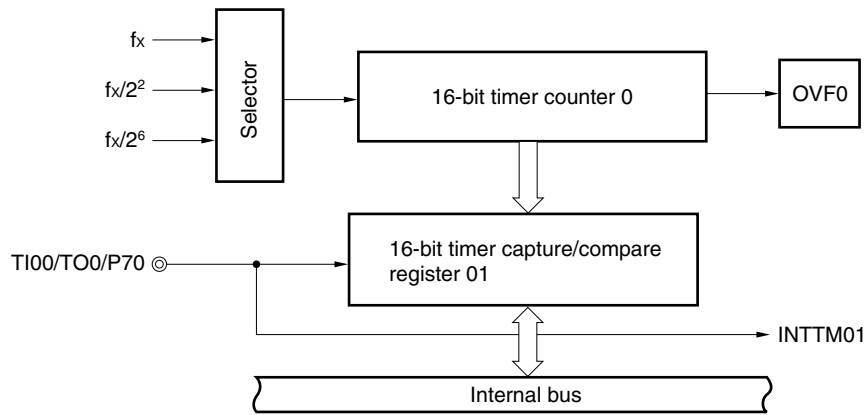 fx
fx/2²
fx/2⁶
Selector
16-bit timer counter 0
OVF0
TI00/TO0/P70
16-bit timer capture/compare
register 01
INTTM01
Internal bus